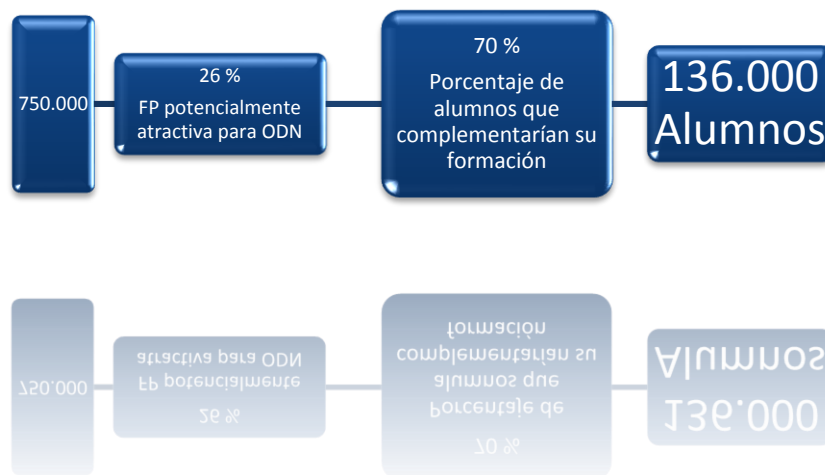 750.000
26 %
FP potencialmente
atractiva para ODN
70 %
Porcentaje de
alumnos que
complementarían su
formación
136.000
Alumnos